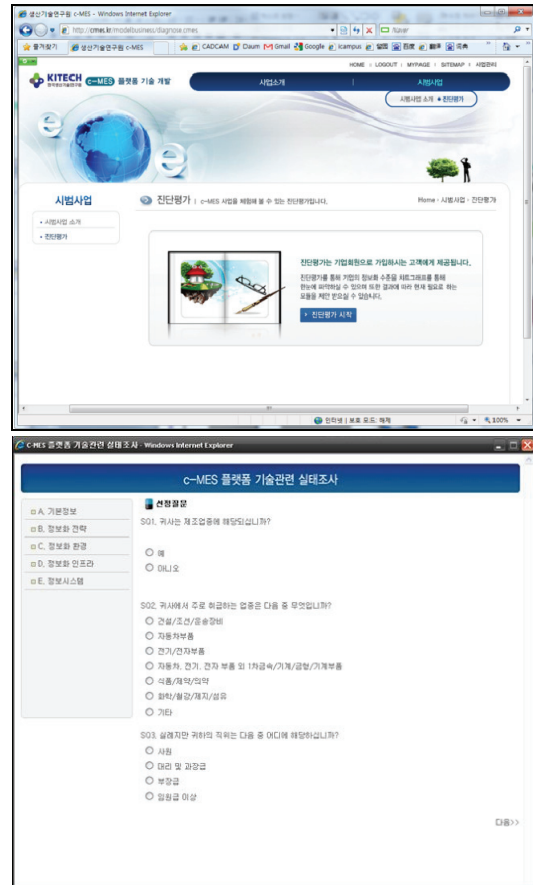 생산기술연구원 c-MES - Windows Internet Explorer
http://cmes.kr/modelbusiness/diagnose.cmes
Naver
즐겨찾기
생산기술연구원 c-MES
CADCAM
Daum
Gmail
Google
icampus
百度
翻译
HOME | LOGOUT | MYPAGE | SITEMAP | 사업관리
KITECH c-MES 플랫폼 기술 개발
한국생산기술연구원
사업소개 | 시범사업
시범사업 소개 진단평가
시범사업
시범사업 소개
진단평가
진단평가 | c-MES 사업을 체험해 볼 수 있는 진단평가입니다.
Home > 시범사업 > 진단평가
진단평가는 기업회원으로 가입하시는 고객에게 제공됩니다.
진단평가를 통해 기업의 정보화 수준을 차트그래프를 통해
한눈에 파악하실 수 있으며 또한 결과에 따라 현재 필요로 하는
모듈을 제안 받으실 수 있습니다.
진단평가 시작
인터넷 | 보호 모드: 해제
100%
C-MES 플랫폼 기술관련 실태조사 - Windows Internet Explorer
c-MES 플랫폼 기술관련 실태조사
A. 기본정보
B. 정보화 전략
C. 정보화 환경
D. 정보화 인프라
E. 정보시스템
선정질문
SQ1. 귀사는 제조업종에 해당되십니까?
예
아니오
SQ2. 귀사에서 주로 취급하는 업종은 다음 중 무엇입니까?
건설/조선/운송장비
자동차부품
전기/전자부품
자동차, 전기, 전자 부품 외 1차금속/기계/금형/기계부품
식품/제약/의약
화학/철강/제지/섬유
기타
SQ3. 실례지만 귀하의 직위는 다음 중 어디에 해당하십니까?
사원
대리 및 과장급
부장급
임원급 이상
다음>>